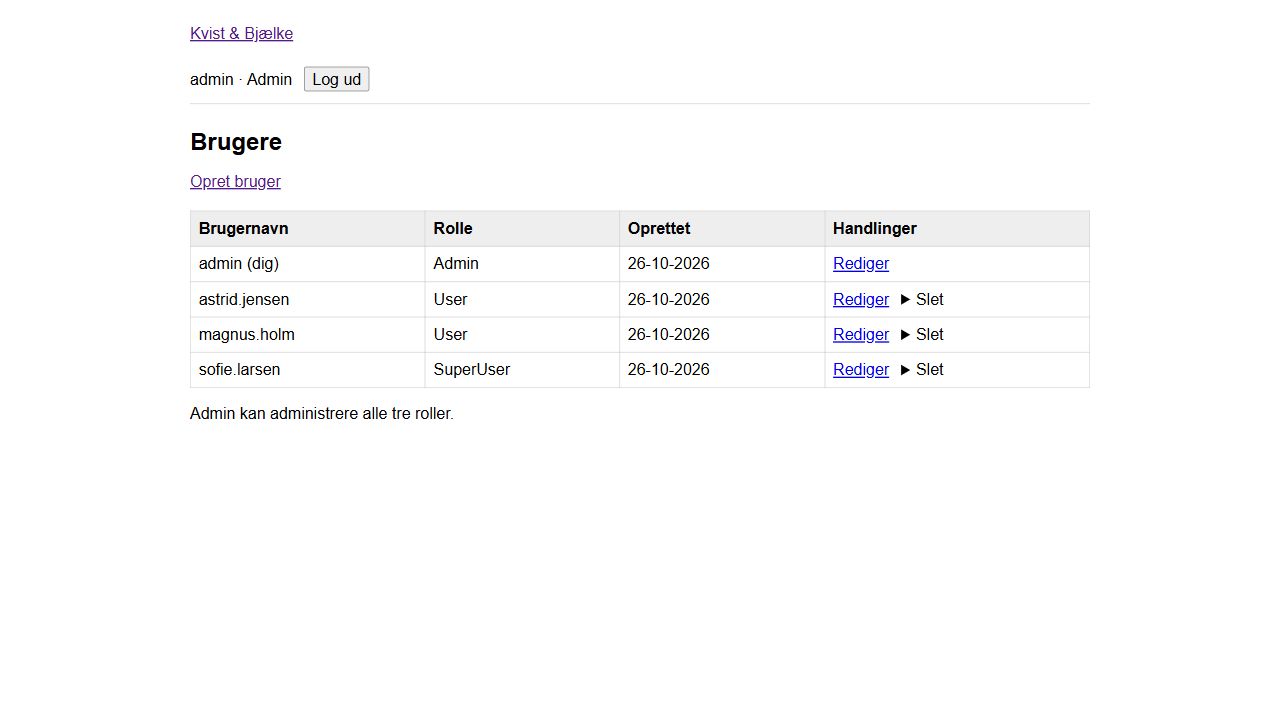 Kvist & Bjælke
admin · Admin Log ud
Brugere
Opret bruger
Brugernavn Rolle Oprettet Handlinger
admin (dig) Admin 26-10-2026 Rediger
astrid.jensen User 26-10-2026 Rediger ▶ Slet
magnus.holm User 26-10-2026 Rediger ▶ Slet
sofie.larsen SuperUser 26-10-2026 Rediger ▶ Slet
Admin kan administrere alle tre roller.